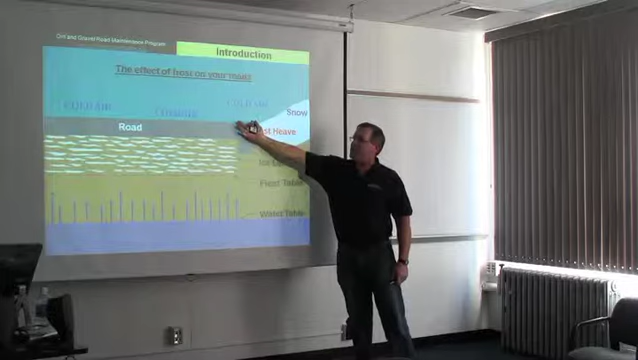 Dirt and Gravel Road Maintenance Program
Introduction
The effect of frost on your roads
COLD AIR
COLD AIR
Snow
Road
st Heave
Frost Table
Water Table